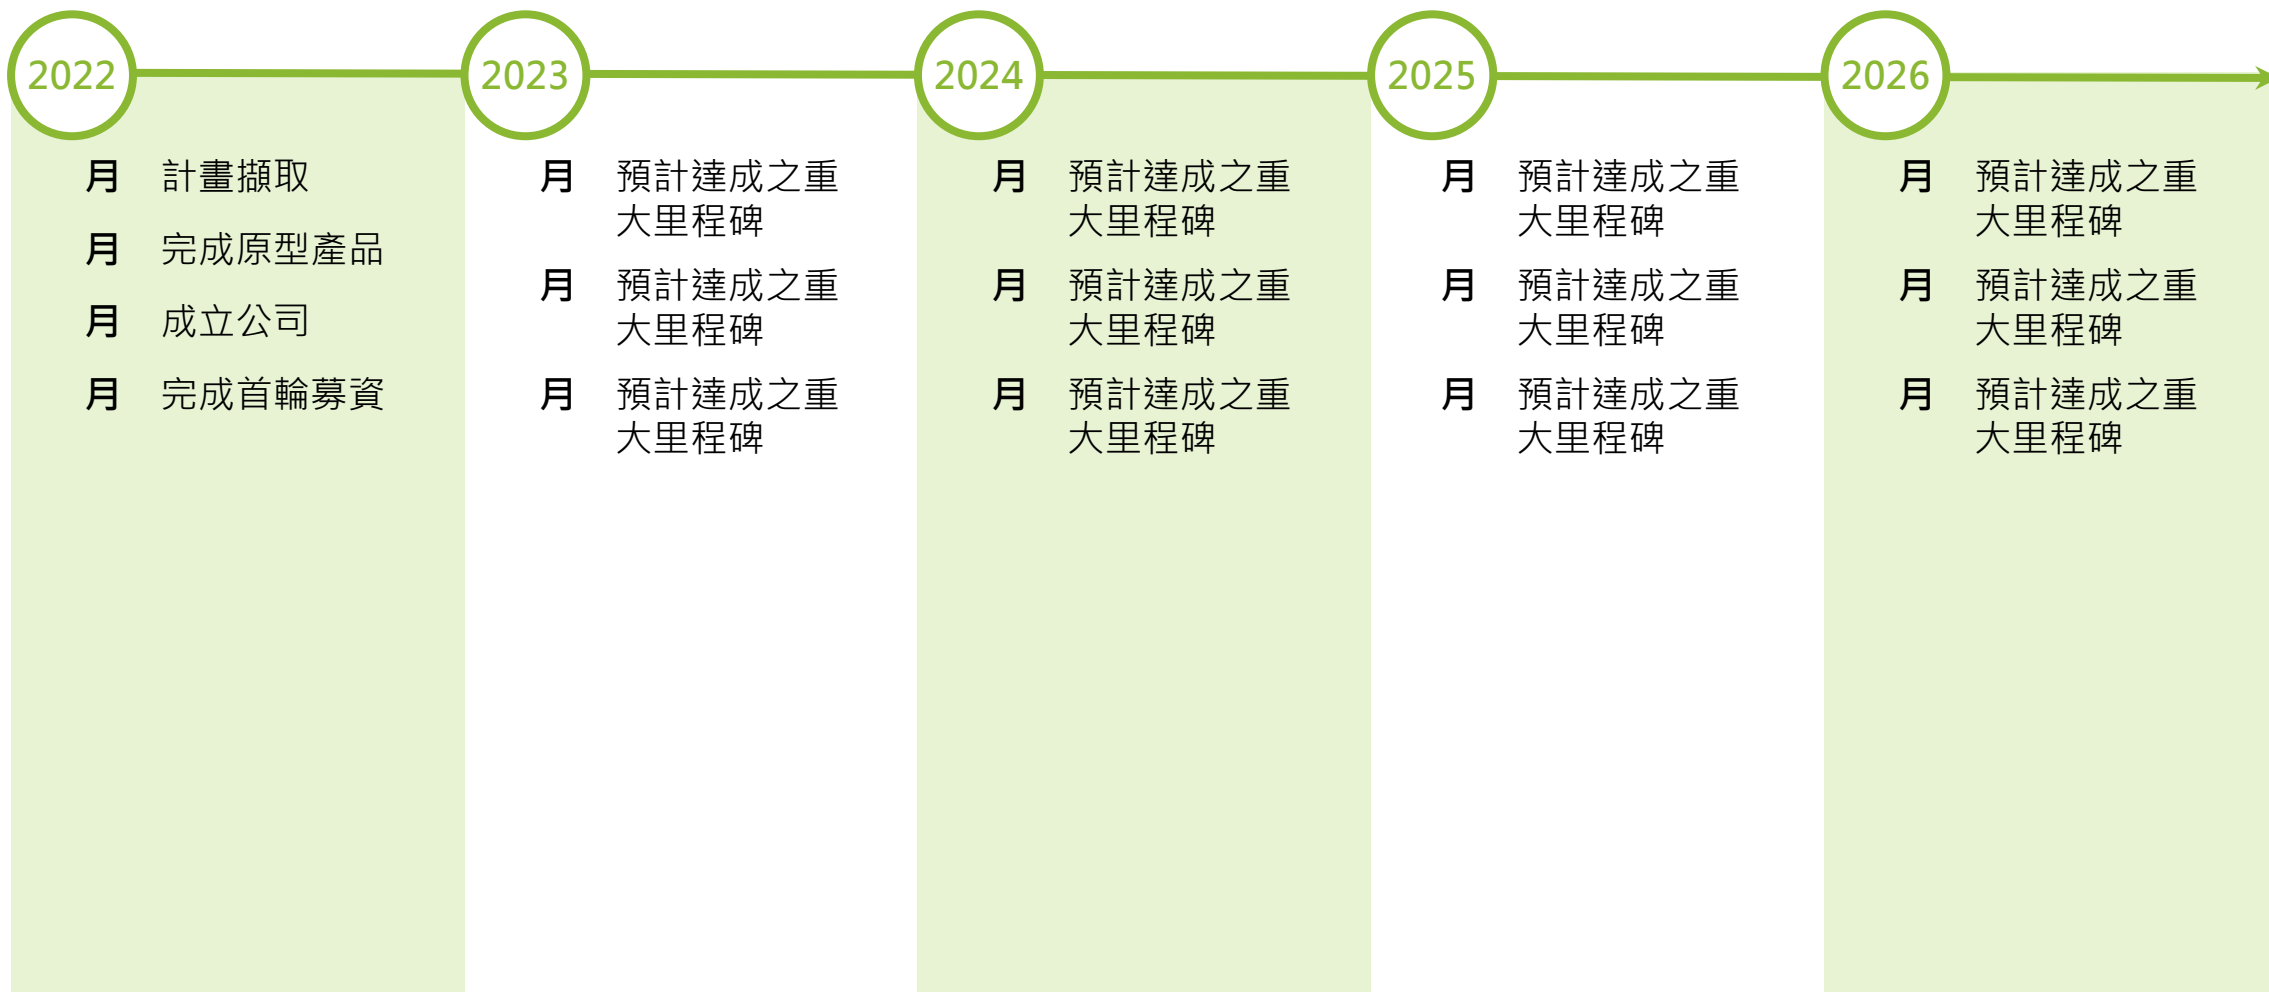 2022
月 計畫擷取
月 完成原型產品
月 成立公司
月 完成首輪募資
2023
月 預計達成之重
大里程碑
月 預計達成之重
大里程碑
月 預計達成之重
大里程碑
2024
月 預計達成之重
大里程碑
月 預計達成之重
大里程碑
月 預計達成之重
大里程碑
2025
月 預計達成之重
大里程碑
月 預計達成之重
大里程碑
月 預計達成之重
大里程碑
2026
月 預計達成之重
大里程碑
月 預計達成之重
大里程碑
月 預計達成之重
大里程碑